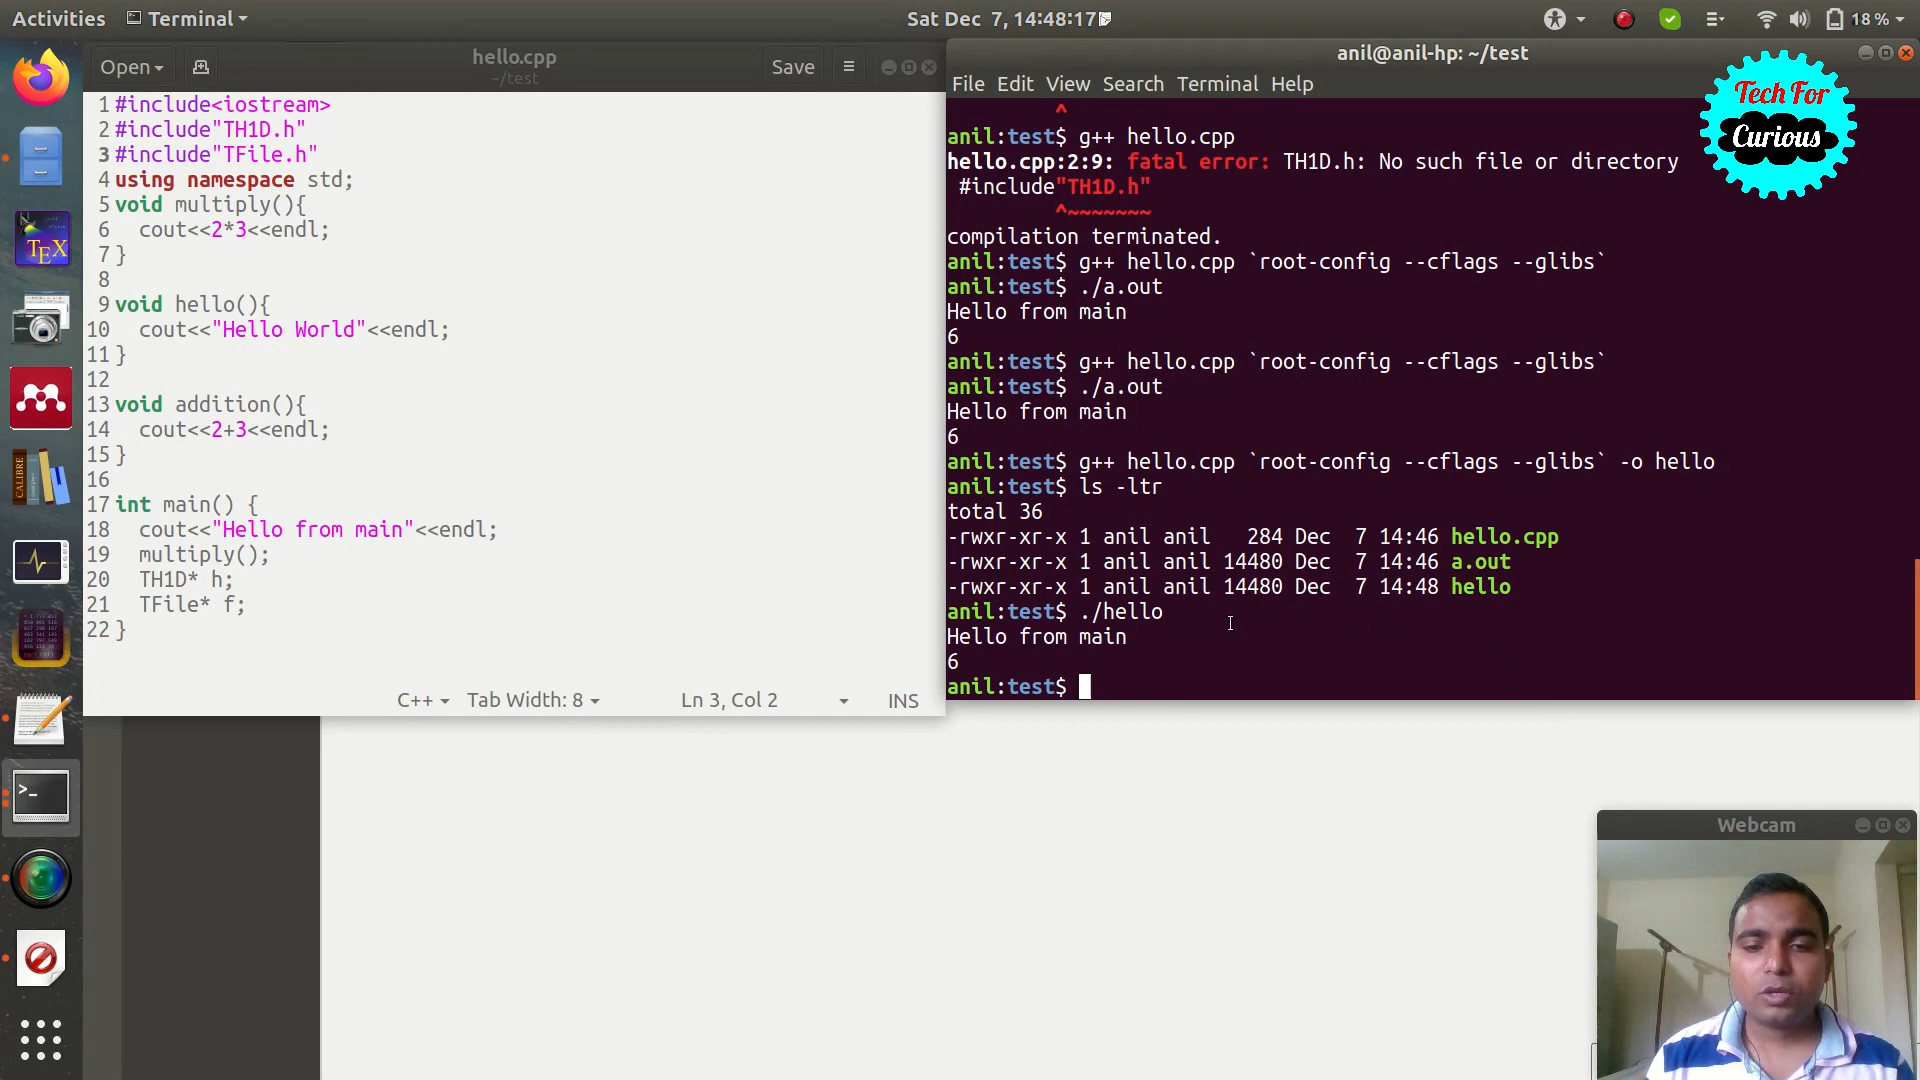 Activities
Terminal
Sat Dec 7, 14:48:17
18 %
Open
hello.cpp
~/test
Save
1 #include<iostream>
2 #include"TH1D.h"
3 #include"TFile.h"
4 using namespace std;
5 void multiply(){
6   cout<<2*3<<endl;
7 }
8
9 void hello(){
10   cout<<"Hello World"<<endl;
11 }
12
13 void addition(){
14   cout<<2+3<<endl;
15 }
16
17 int main() {
18   cout<<"Hello from main"<<endl;
19   multiply();
20   TH1D* h;
21   TFile* f;
22 }
C++
Tab Width: 8
Ln 3, Col 2
INS
anil@anil-hp: ~/test
File Edit View Search Terminal Help
^
anil:test$ g++ hello.cpp
hello.cpp:2:9: fatal error: TH1D.h: No such file or directory
#include"TH1D.h"
^~~~~~~~
compilation terminated.
anil:test$ g++ hello.cpp `root-config --cflags --glibs`
anil:test$ ./a.out
Hello from main
6
anil:test$ g++ hello.cpp `root-config --cflags --glibs`
anil:test$ ./a.out
Hello from main
6
anil:test$ g++ hello.cpp `root-config --cflags --glibs` -o hello
anil:test$ ls -ltr
total 36
-rwxr-xr-x 1 anil anil   284 Dec  7 14:46 hello.cpp
-rwxr-xr-x 1 anil anil 14480 Dec  7 14:46 a.out
-rwxr-xr-x 1 anil anil 14480 Dec  7 14:48 hello
anil:test$ ./hello
Hello from main
6
anil:test$
Tech For
Curious
TEX
CALIBRE
>_
Webcam